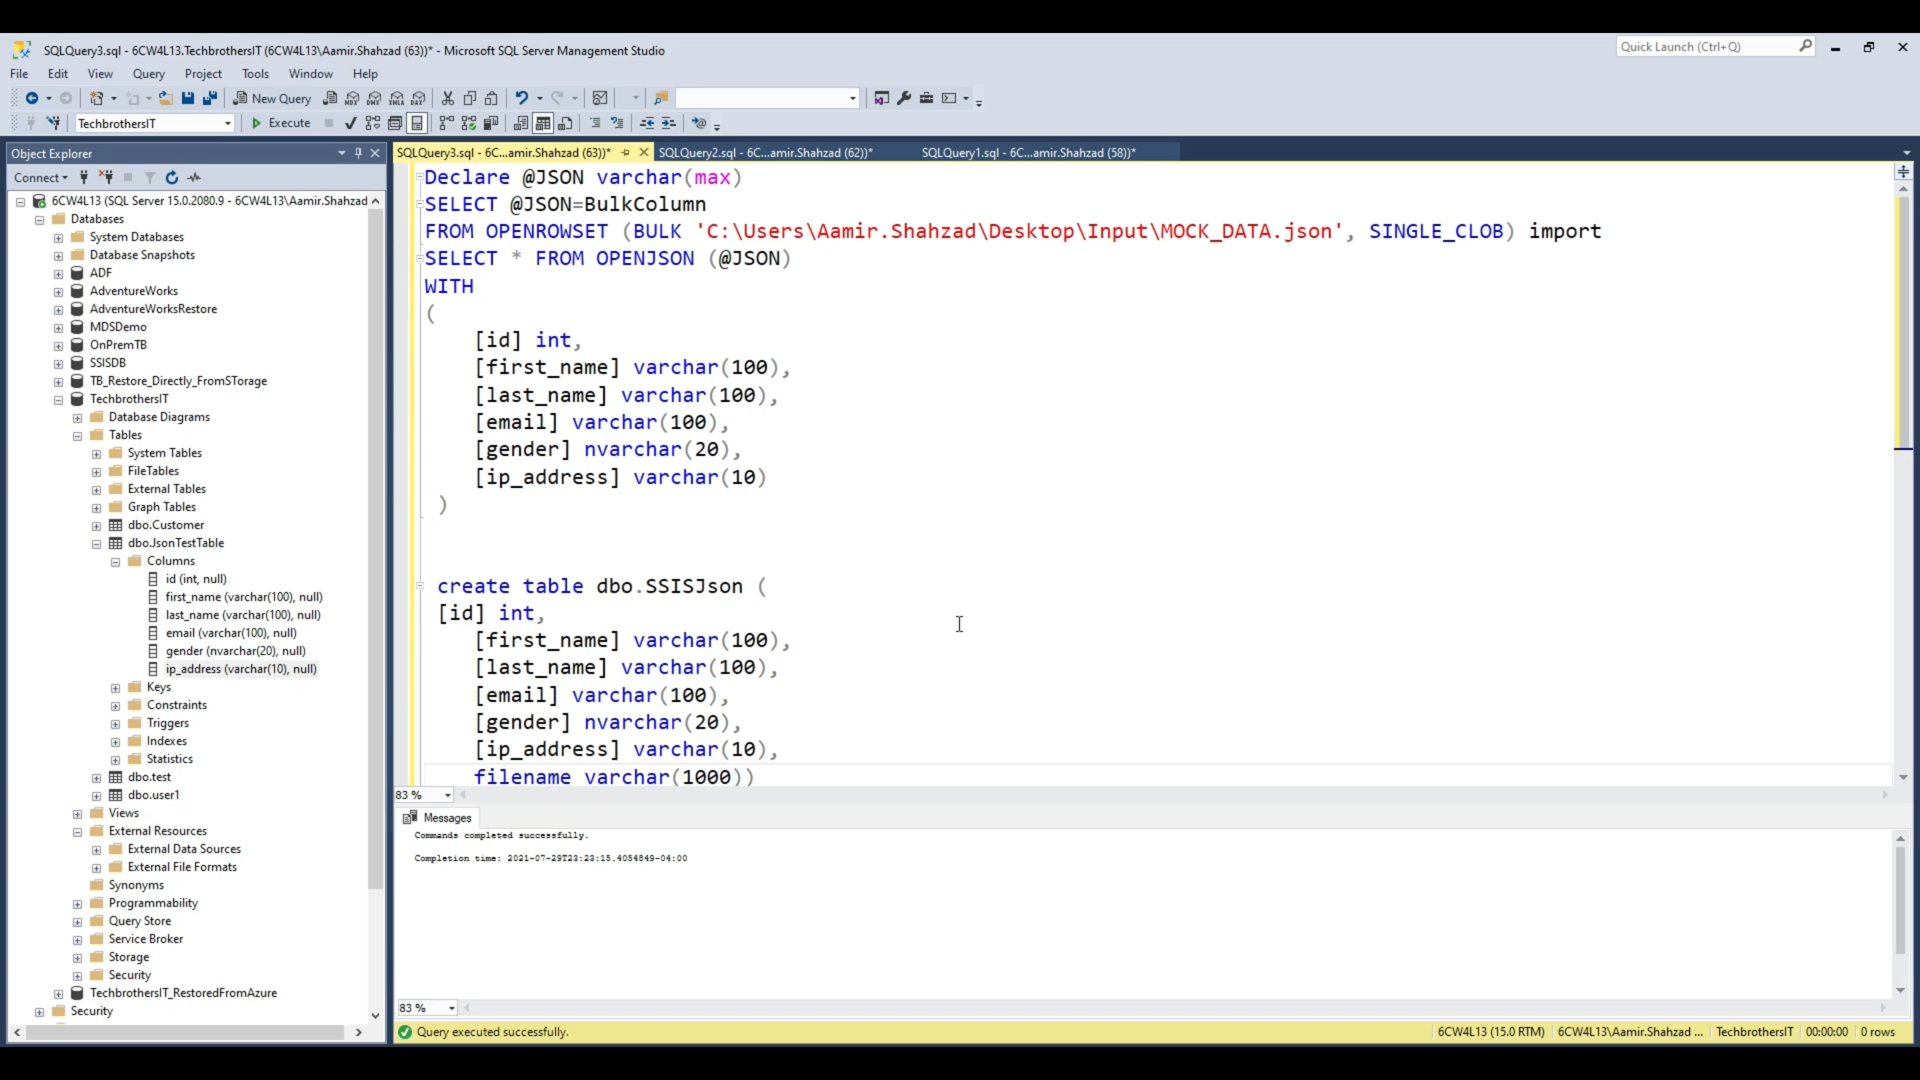 SQLQuery3.sql - 6CW4L13.TechbrothersIT (6CW4L13\Aamir.Shahzad (63))* - Microsoft SQL Server Management Studio
Quick Launch (Ctrl+Q)
File Edit View Query Project Tools Window Help
New Query
MDX DMX XMLA DAX
TechbrothersIT
Execute
Object Explorer
SQLQuery3.sql - 6C...amir.Shahzad (63))*
SQLQuery2.sql - 6C...amir.Shahzad (62))*
SQLQuery1.sql - 6C...amir.Shahzad (58))*
Connect
6CW4L13 (SQL Server 15.0.2080.9 - 6CW4L13\Aamir.Shahzad
Databases
System Databases
Database Snapshots
ADF
AdventureWorks
AdventureWorksRestore
MDSDemo
OnPremTB
SSISDB
TB_Restore_Directly_FromSTorage
TechbrothersIT
Database Diagrams
Tables
System Tables
FileTables
External Tables
Graph Tables
dbo.Customer
dbo.JsonTestTable
Columns
id (int, null)
first_name (varchar(100), null)
last_name (varchar(100), null)
email (varchar(100), null)
gender (nvarchar(20), null)
ip_address (varchar(10), null)
Keys
Constraints
Triggers
Indexes
Statistics
dbo.test
dbo.user1
Views
External Resources
External Data Sources
External File Formats
Synonyms
Programmability
Query Store
Service Broker
Storage
Security
TechbrothersIT_RestoredFromAzure
Security
Declare @JSON varchar(max)
SELECT @JSON=BulkColumn
FROM OPENROWSET (BULK 'C:\Users\Aamir.Shahzad\Desktop\Input\MOCK_DATA.json', SINGLE_CLOB) import
SELECT * FROM OPENJSON (@JSON)
WITH
(
[id] int,
[first_name] varchar(100),
[last_name] varchar(100),
[email] varchar(100),
[gender] nvarchar(20),
[ip_address] varchar(10)
)
create table dbo.SSISJson (
[id] int,
[first_name] varchar(100),
[last_name] varchar(100),
[email] varchar(100),
[gender] nvarchar(20),
[ip_address] varchar(10),
filename varchar(1000))
83 %
Messages
Commands completed successfully.
Completion time: 2021-07-29T23:23:15.4054849-04:00
83 %
Query executed successfully.
6CW4L13 (15.0 RTM)
6CW4L13\Aamir.Shahzad ...
TechbrothersIT
00:00:00
0 rows